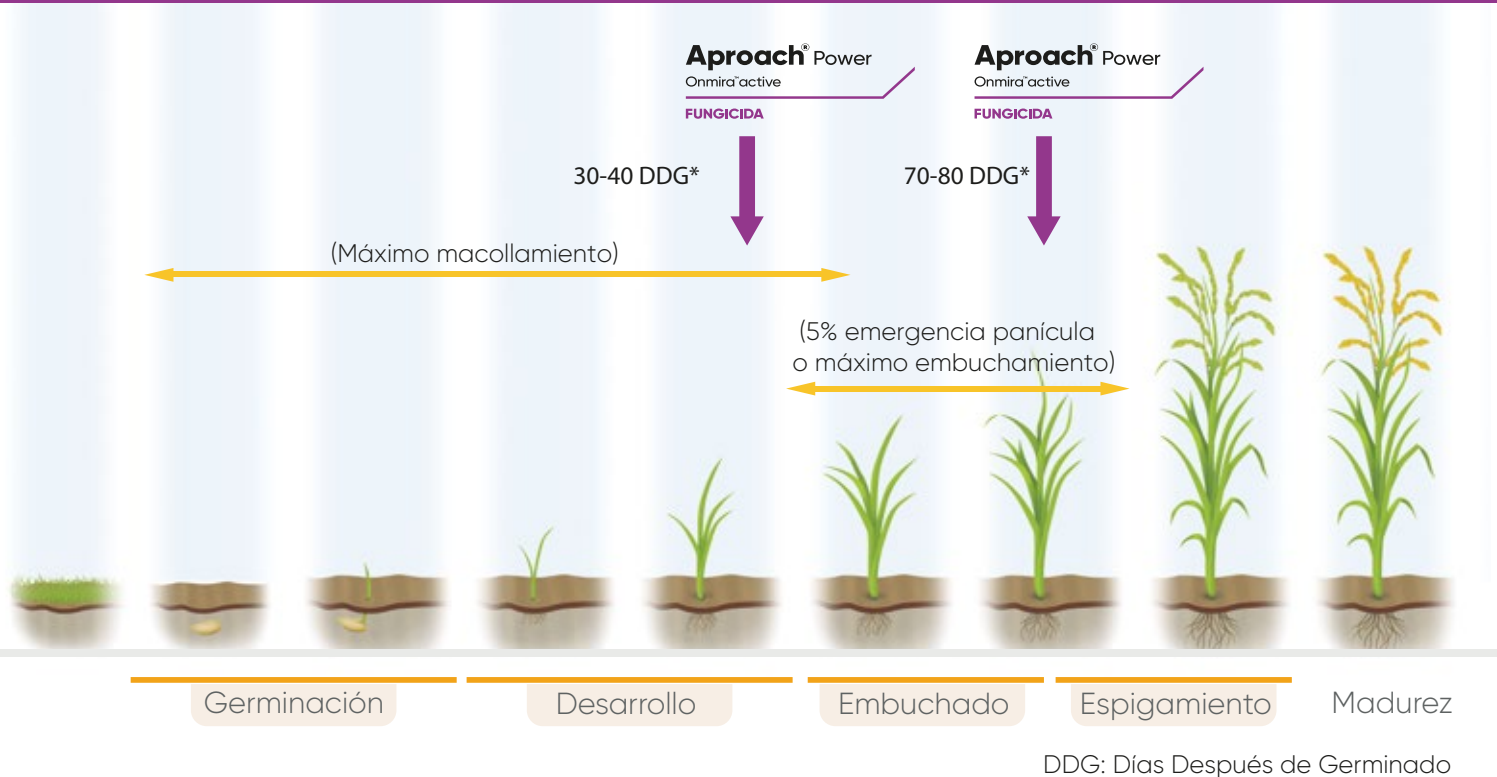 Aproach® Power
Onmira™active
FUNGICIDA
Aproach® Power
Onmira™active
FUNGICIDA
30-40 DDG*
70-80 DDG*
(Máximo macollamiento)
(5% emergencia panícula
o máximo embuchamiento)
Germinación
Desarrollo
Embuchado
Espigamiento
Madurez
DDG: Días Después de Germinado